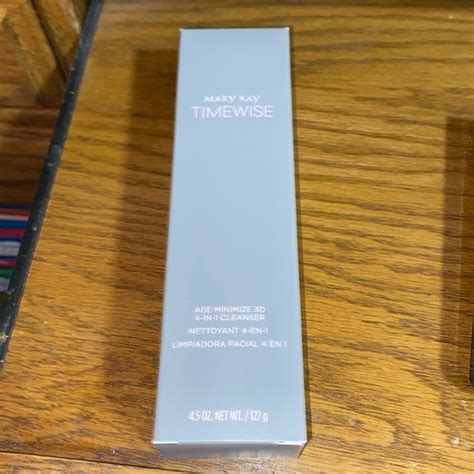 MARY KAY
TIMEWISE
AGE MINIMIZE 3D
4-IN-1 CLEANSER
NETTOYANT 4-EN-1
LIMPIADORA FACIAL 4 EN 1
4.5 OZ. NET WT. / 127 g